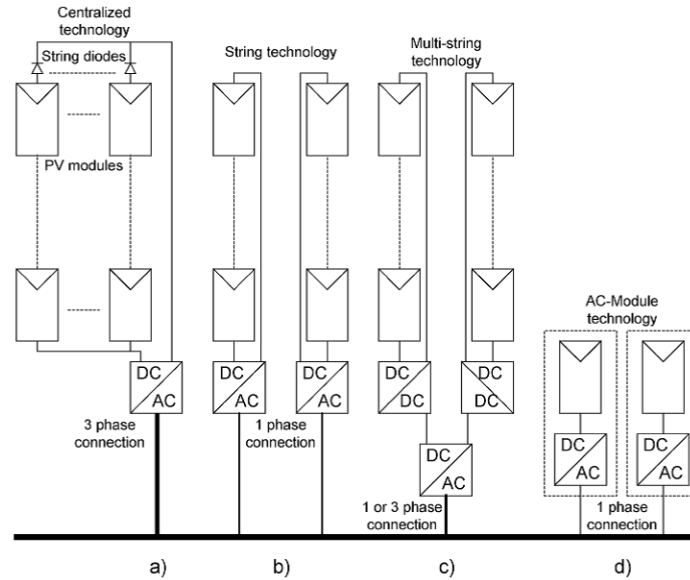 Centralized
technology
String diodes
PV modules
DC
AC
3 phase
connection
a)
String technology
DC
AC
DC
AC
1 phase
connection
b)
Multi-string
technology
DC
DC
DC
DC
DC
AC
1 or 3 phase
connection
c)
AC-Module
technology
DC
AC
DC
AC
1 phase
connection
d)